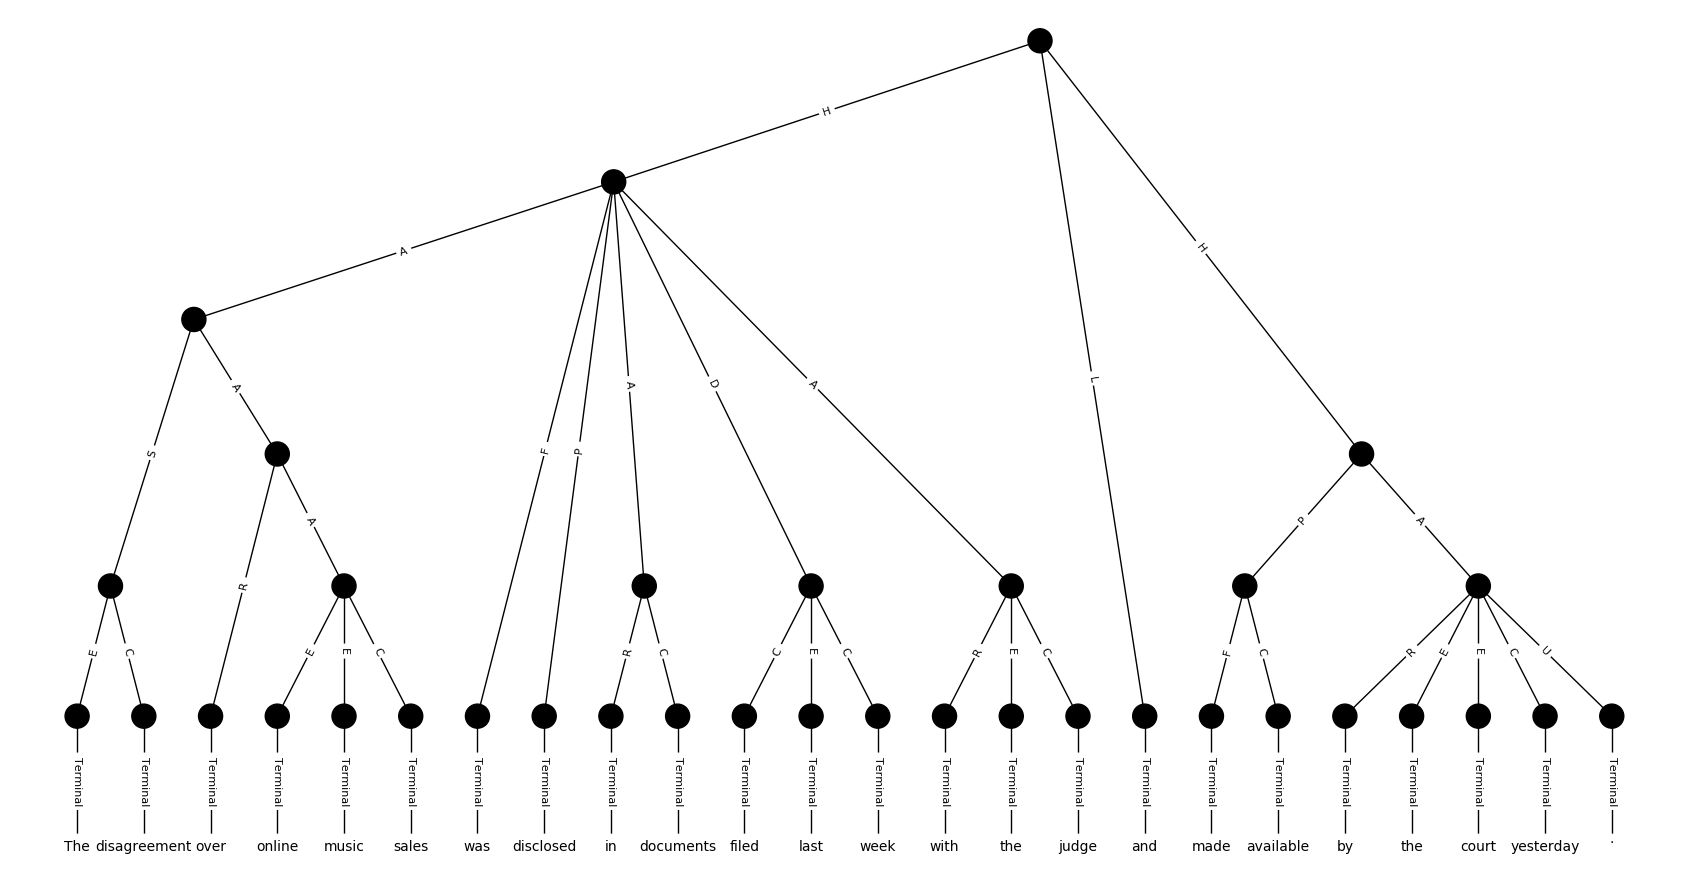 H
A
H
A
L
A
D
A
S
F
P
A
P
A
R
E
C
E
E
C
R
C
C
E
C
R
E
C
F
C
R
E
E
C
U
Terminal Terminal Terminal Terminal Terminal Terminal Terminal Terminal Terminal Terminal Terminal Terminal Terminal Terminal Terminal Terminal Terminal Terminal Terminal Terminal Terminal Terminal Terminal Terminal
The disagreement over online music sales was disclosed in documents filed last week with the judge and made available by the court yesterday .